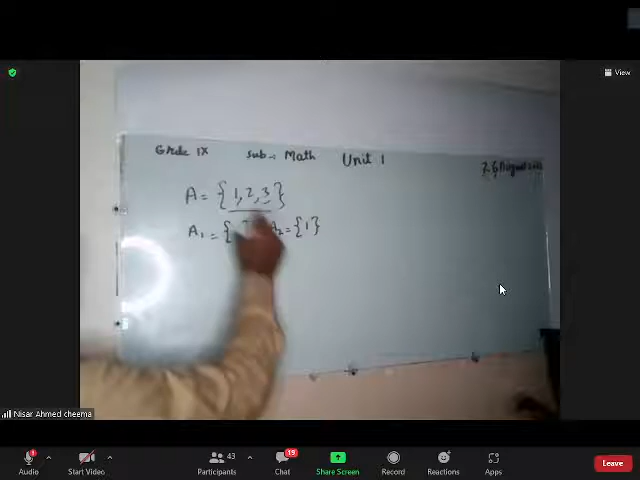 View
Grade IX sub:- Math Unit 1
A = { 1, 2, 3 }
A₁ = { A₂ = { 1 }
Nisar Ahmed cheema
1 43 19
Audio Start Video Participants Chat Share Screen Record Reactions Apps Leave